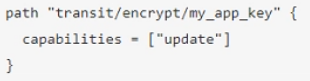 path "transit/encrypt/my_app_key" {
  capabilities = ["update"]
}